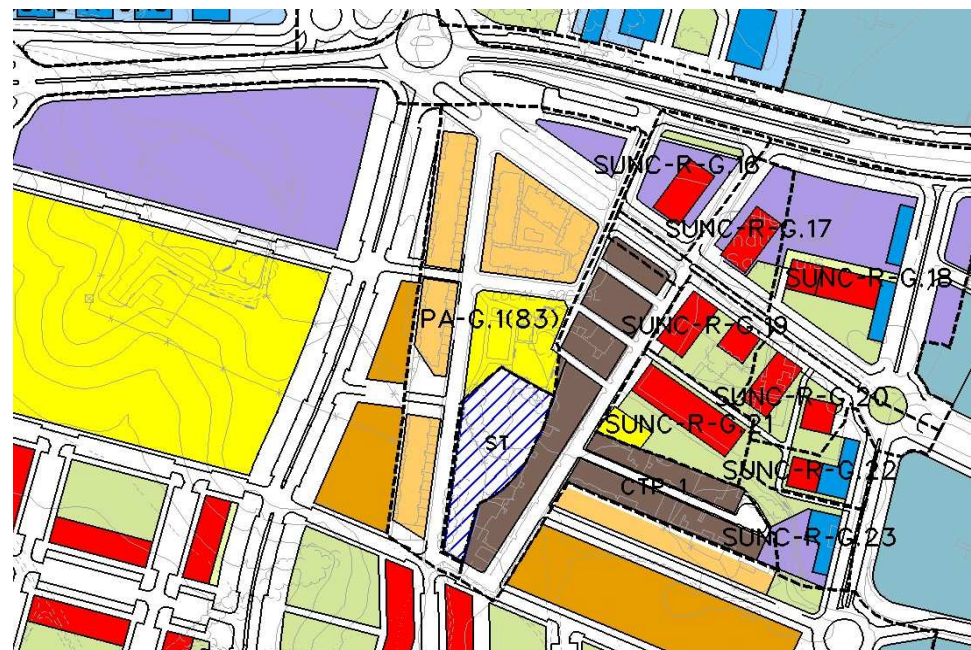 SUNC-R-G.16
SUNC-R-G.17
SUNC-R-G.18
PA-G.1(83)
SUNC-R-G.19
SUNC-R-G.20
SUNC-R-G.21
ST
SUNC-R-G.22
CTP-1
SUNC-R-G.23